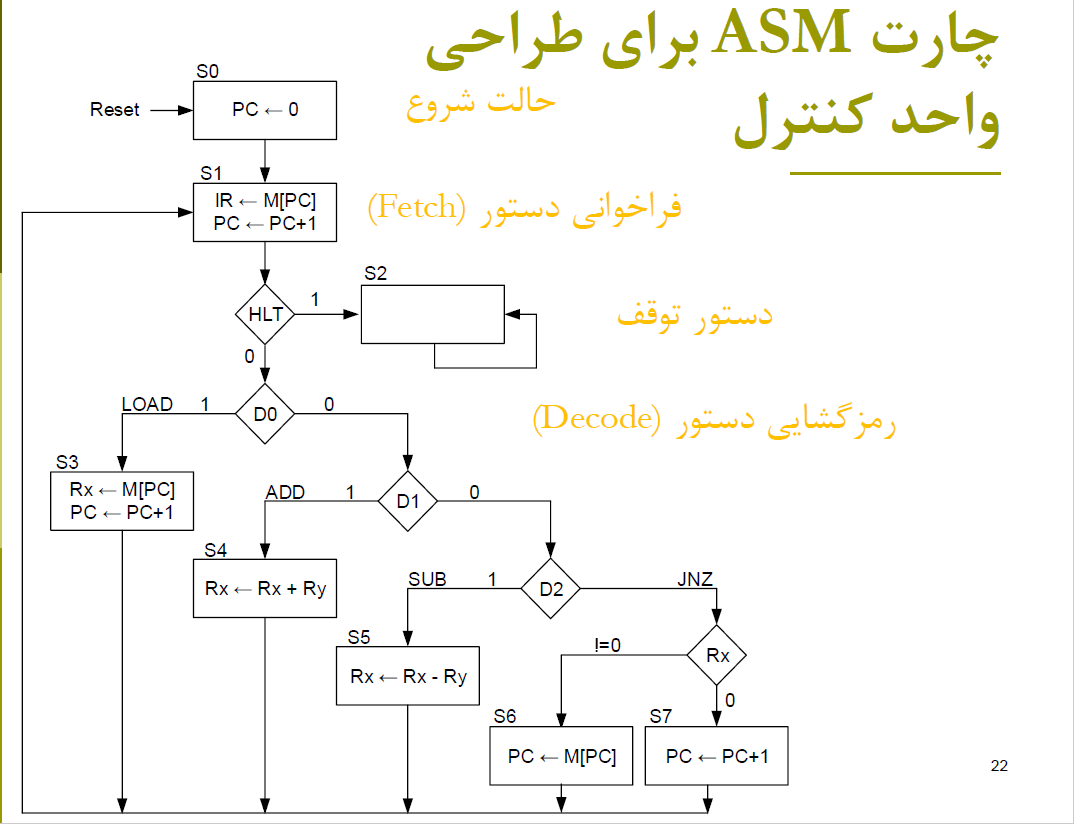 چارت ASM برای طراحی
واحد کنترل
S0
Reset
PC ← 0
حالت شروع
S1
IR ← M[PC]
PC ← PC+1
فراخوانی دستور (Fetch)
S2
HLT
1
0
دستور توقف
LOAD 1
D0
0
رمزگشایی دستور (Decode)
S3
Rx ← M[PC]
PC ← PC+1
ADD 1
D1
0
S4
Rx ← Rx + Ry
SUB 1
D2
JNZ
S5
Rx ← Rx - Ry
!=0
Rx
0
S6
PC ← M[PC]
S7
PC ← PC+1
22